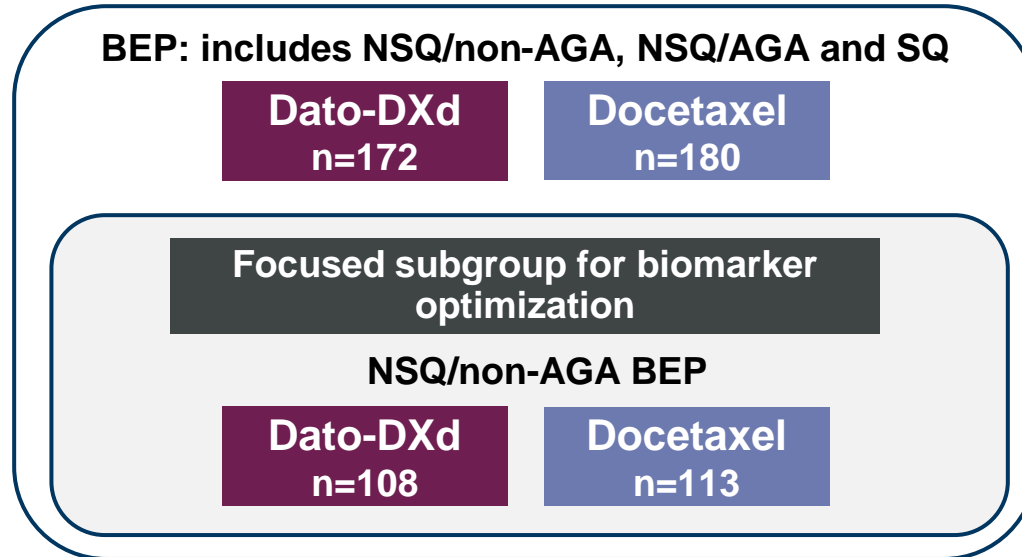 BEP: includes NSQ/non-AGA, NSQ/AGA and SQ
Dato-DXd
n=172
Docetaxel
n=180
Focused subgroup for biomarker
optimization
NSQ/non-AGA BEP
Dato-DXd
n=108
Docetaxel
n=113